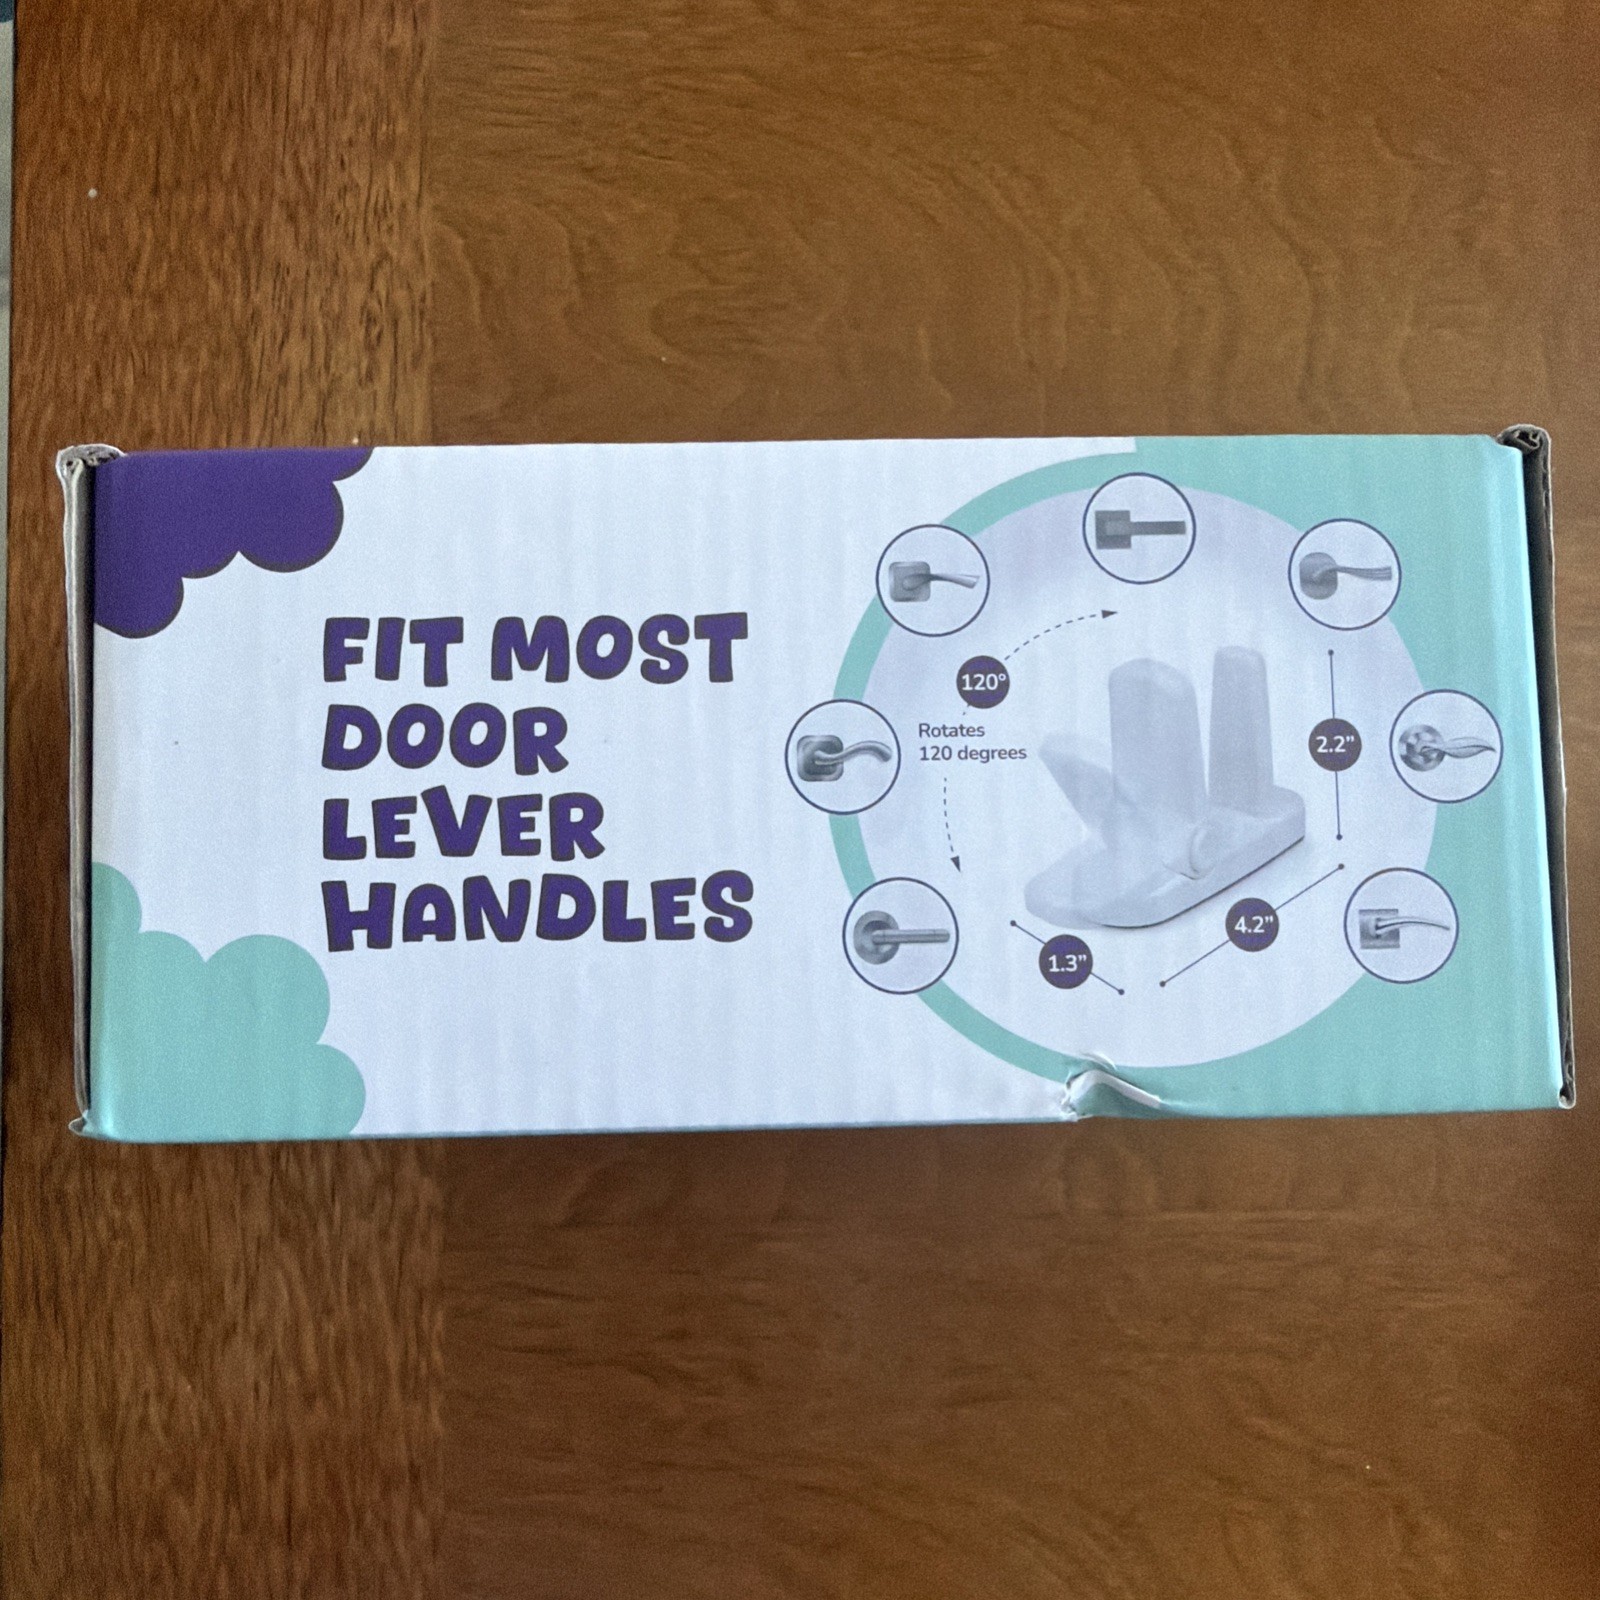 FIT MOST
DOOR
LEVER
HANDLES
120°
Rotates
120 degrees
2.2”
4.2”
1.3”